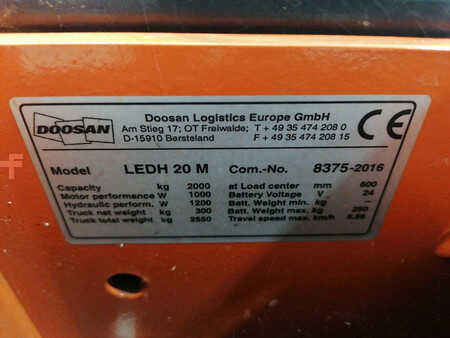 DOOSAN
Doosan Logistics Europe GmbH
Am Stieg 17; OT Freiwalde; T+49 35 474 208 0
D-15910 Bersteland F+49 35 474 208 15
CE
Model LEDH 20 M Com.-No. 8375-2016
Capacity kg 2000 at Load center mm 600
Motor performance W 1000 Battery Voltage V 24
Hydraulic perform. W 1200 Batt. Weight min. kg –
Truck net weight kg 300 Batt. Weight max. kg 250
Truck total weight kg 2550 Travel speed max. km/h